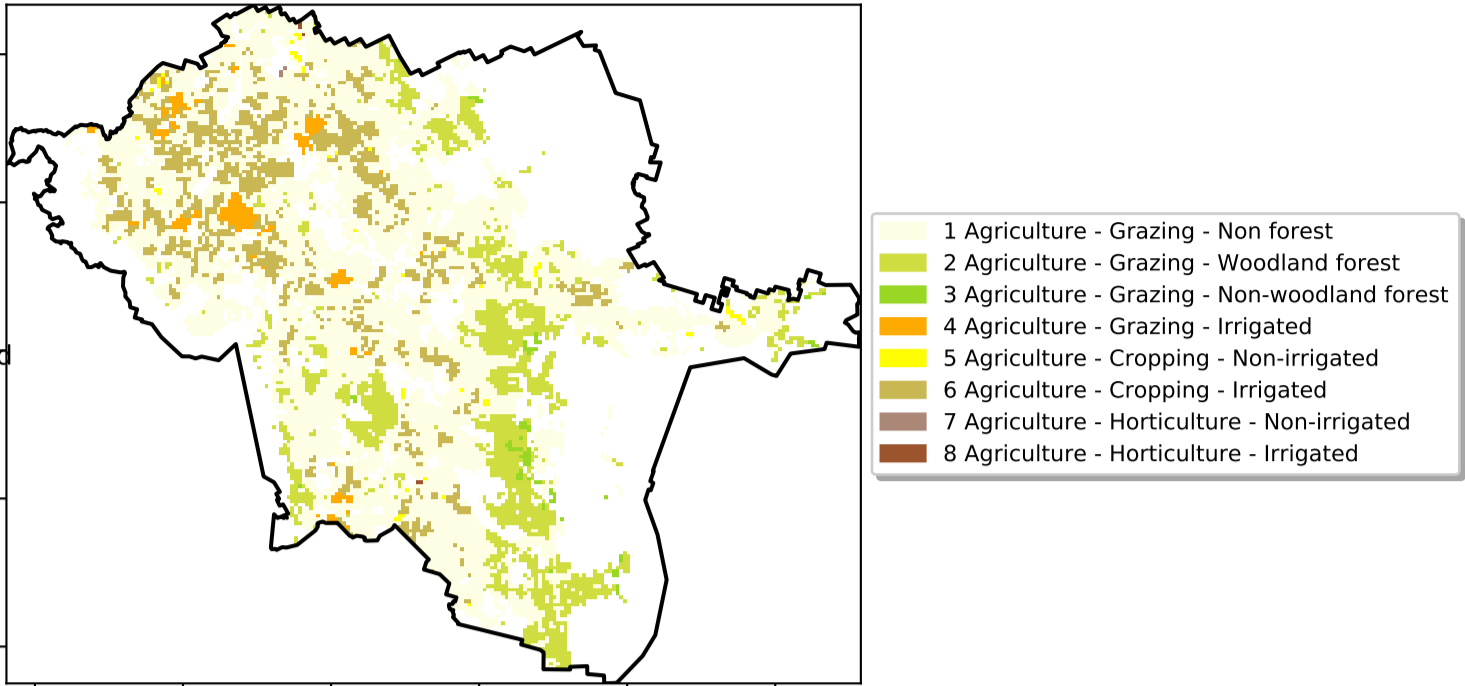 1 Agriculture - Grazing - Non forest
2 Agriculture - Grazing - Woodland forest
3 Agriculture - Grazing - Non-woodland forest
4 Agriculture - Grazing - Irrigated
5 Agriculture - Cropping - Non-irrigated
6 Agriculture - Cropping - Irrigated
7 Agriculture - Horticulture - Non-irrigated
8 Agriculture - Horticulture - Irrigated